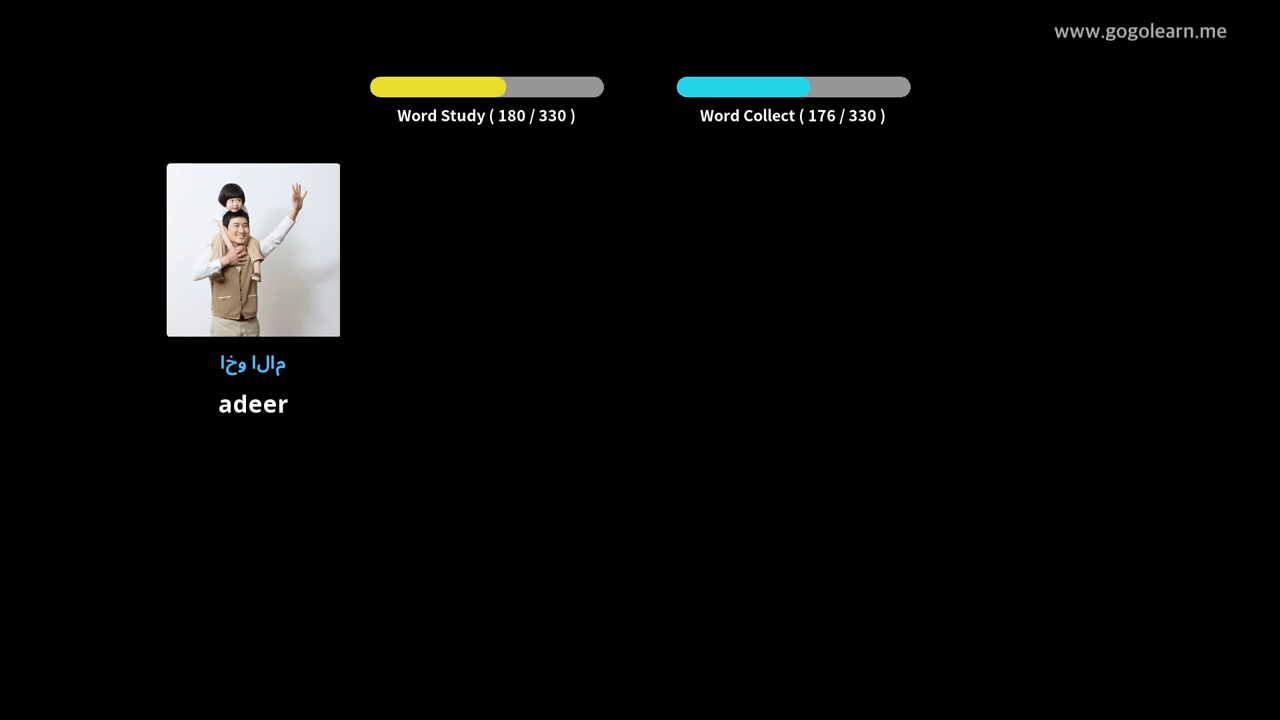 www.gogolearn.me
Word Study ( 180 / 330 )
Word Collect ( 176 / 330 )
اخو الام
adeer